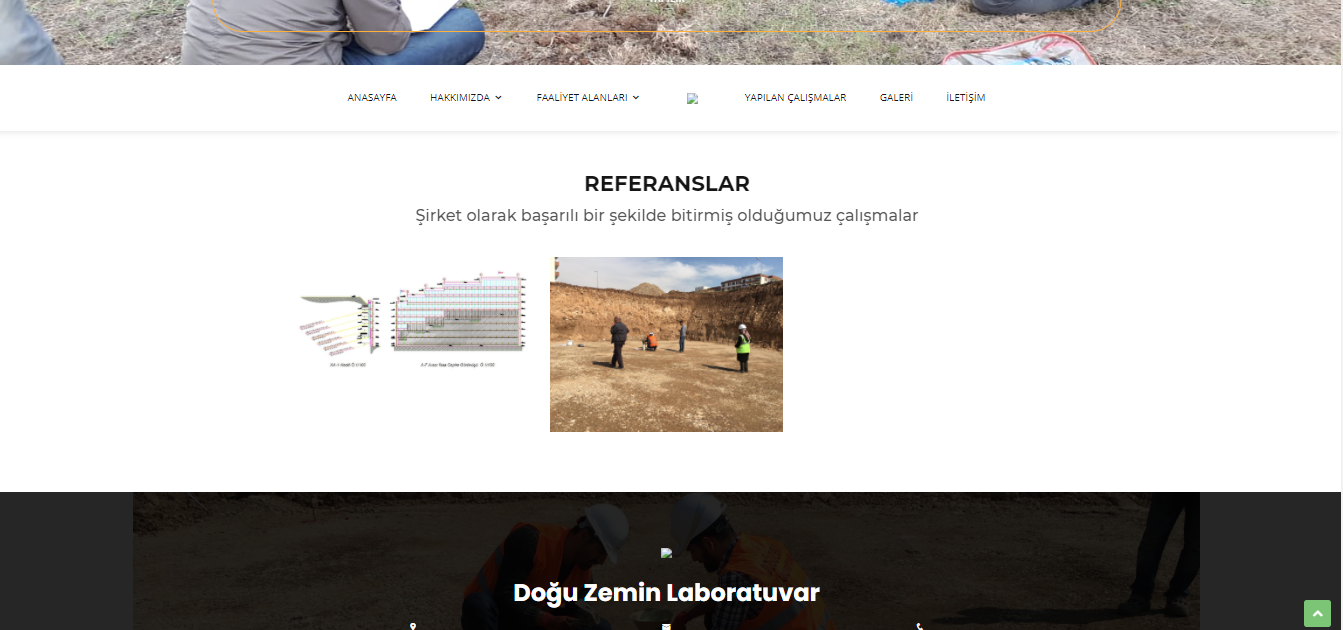 ANASAYFA
HAKKIMIZDA
FAALİYET ALANLARI
YAPILAN ÇALIŞMALAR
GALERİ
İLETİŞİM
REFERANSLAR
Şirket olarak başarılı bir şekilde bitirmiş olduğumuz çalışmalar
Doğu Zemin Laboratuvar